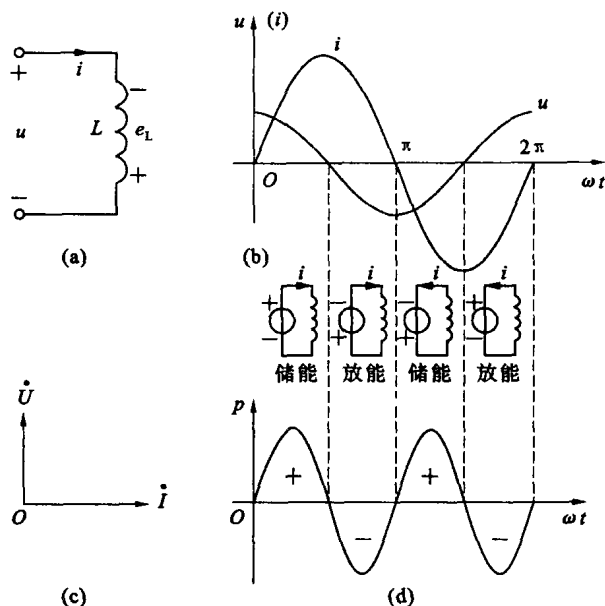 u (i)
i
+
i
−
u
L
e_L
+
−
(a)
u
π
2π
O
ωt
(b)
i
i
i
i
+ − − +
− + + −
储能 放能 储能 放能
U̇
O
İ
(c)
p
+
+
O
−
−
ωt
(d)